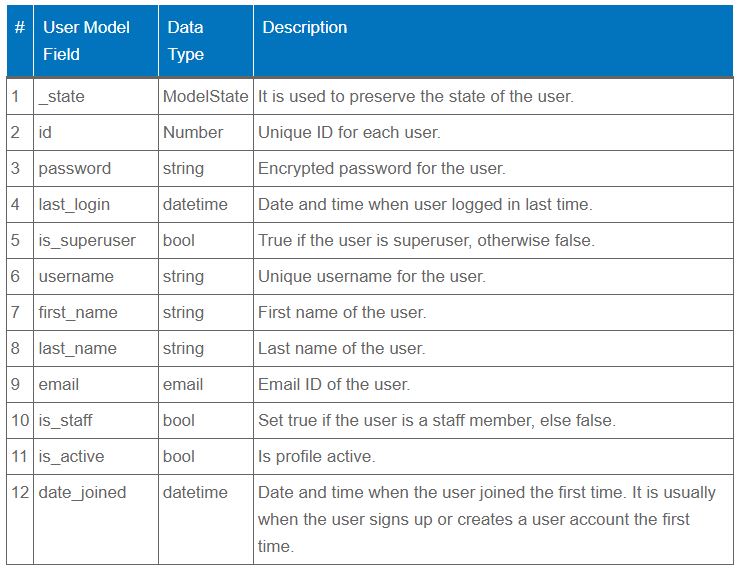 # User Model Field Data Type Description
1 _state ModelState It is used to preserve the state of the user.
2 id Number Unique ID for each user.
3 password string Encrypted password for the user.
4 last_login datetime Date and time when user logged in last time.
5 is_superuser bool True if the user is superuser, otherwise false.
6 username string Unique username for the user.
7 first_name string First name of the user.
8 last_name string Last name of the user.
9 email email Email ID of the user.
10 is_staff bool Set true if the user is a staff member, else false.
11 is_active bool Is profile active.
12 date_joined datetime Date and time when the user joined the first time. It is usually
when the user signs up or creates a user account the first
time.